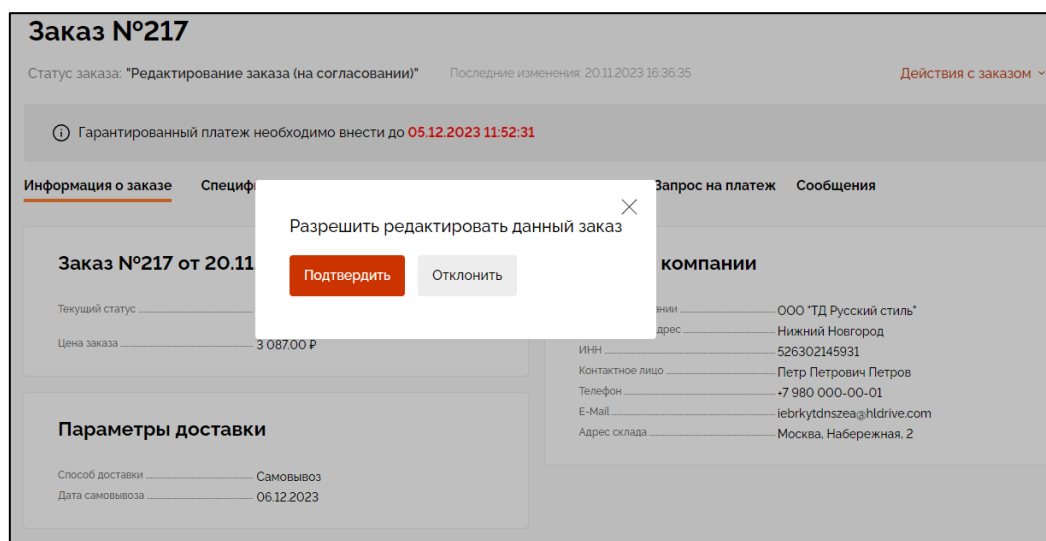 Заказ №217
Статус заказа: "Редактирование заказа (на согласовании)" Последние изменения: 20.11.2023 16:36:35 Действия с заказом
Гарантированный платеж необходимо внести до 05.12.2023 11:52:31
Информация о заказе Запрос на платеж Сообщения
Разрешить редактировать данный заказ
Подтвердить Отклонить
Заказ №217 от 20.11
Текущий статус
Цена заказа 3 087.00 ₽
Параметры доставки
Способ доставки Самовывоз
Дата самовывоза 06.12.2023
компании
ООО "ТД Русский стиль"
Нижний Новгород
ИНН 526302145931
Контактное лицо Петр Петрович Петров
Телефон +7 980 000-00-01
E-Mail iebrkytdnszea@hldrive.com
Адрес склада Москва, Набережная, 2